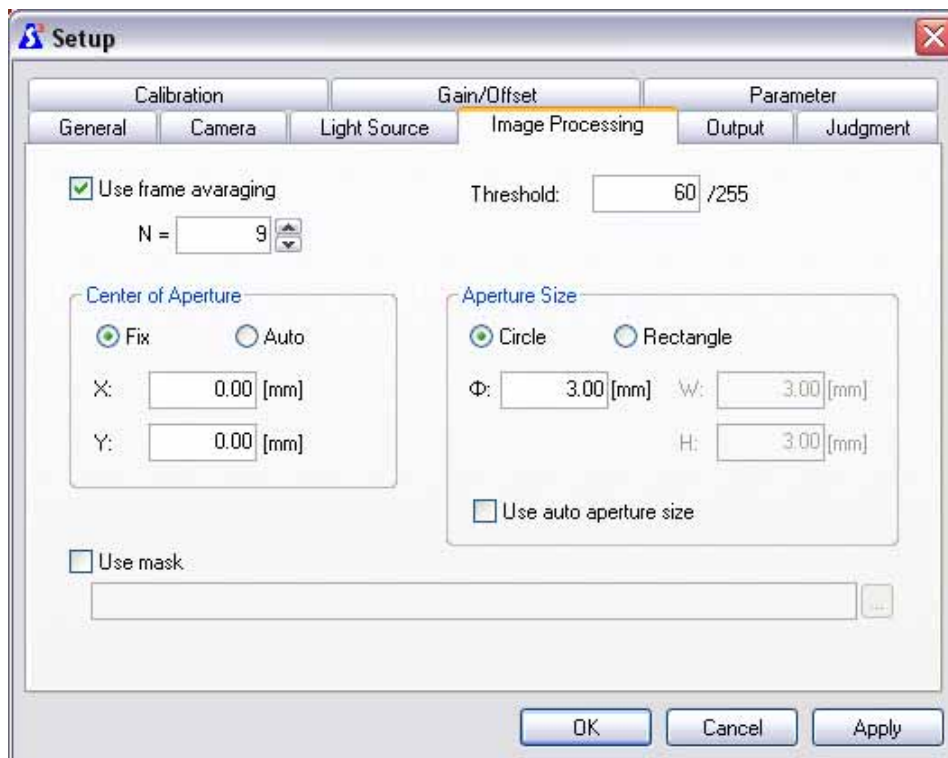 Setup
Calibration Gain/Offset Parameter
General Camera Light Source Image Processing Output Judgment
Use frame avaraging Threshold: 60 /255
N = 9
Center of Aperture Aperture Size
Fix Auto Circle Rectangle
X: 0.00 [mm] Φ: 3.00 [mm] W: 3.00 [mm]
Y: 0.00 [mm] H: 3.00 [mm]
Use auto aperture size
Use mask
...
OK Cancel Apply